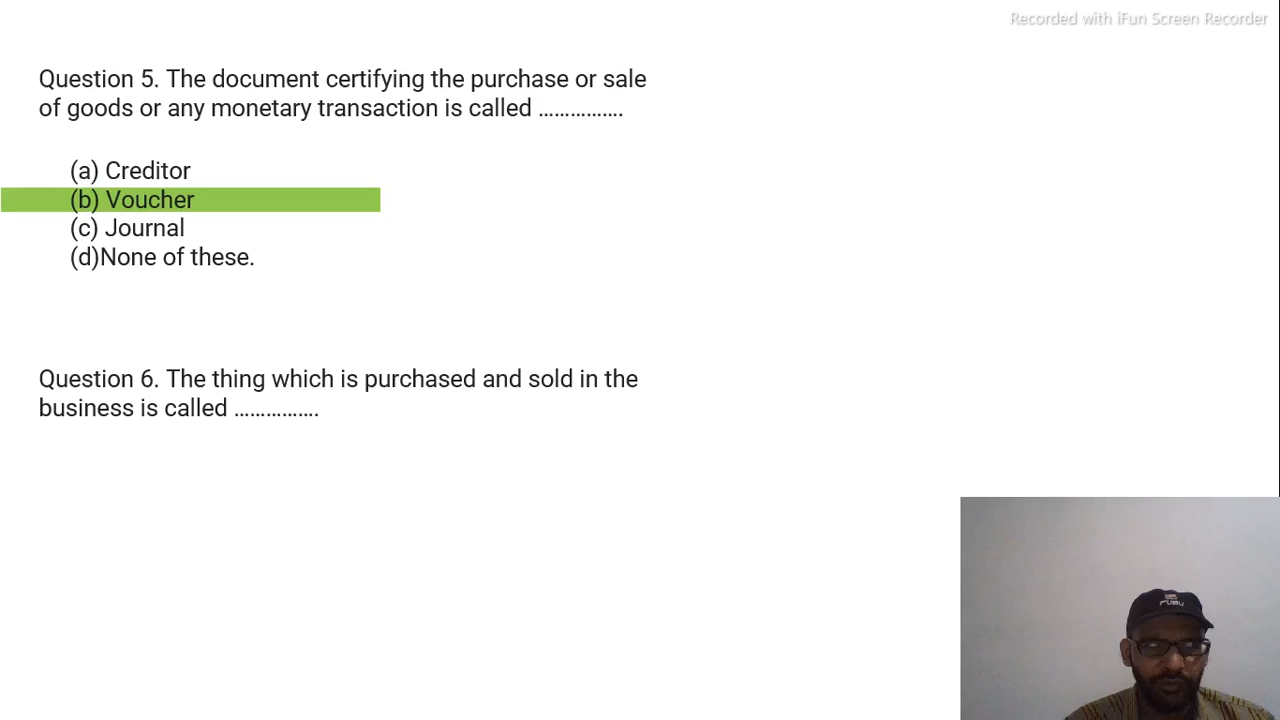 Recorded with iFun Screen Recorder
Question 5. The document certifying the purchase or sale
of goods or any monetary transaction is called …………….
(a) Creditor
(b) Voucher
(c) Journal
(d)None of these.
Question 6. The thing which is purchased and sold in the
business is called …………….